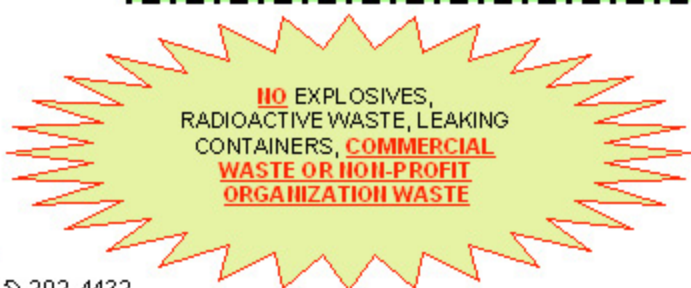 NO EXPLOSIVES,
RADIOACTIVE WASTE, LEAKING
CONTAINERS, COMMERCIAL
WASTE OR NON-PROFIT
ORGANIZATION WASTE